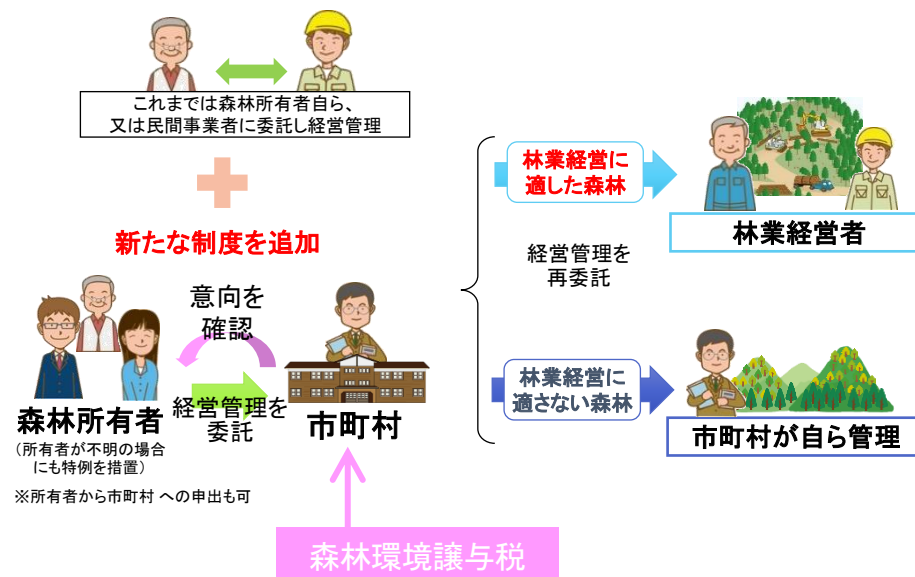 これまでは森林所有者自ら、
又は民間事業者に委託し経営管理
新たな制度を追加
意向を
確認
経営管理を
委託
森林所有者
(所有者が不明の場合
にも特例を措置)
※所有者から市町村 への申出も可
市町村
森林環境譲与税
林業経営に
適した森林
経営管理を
再委託
林業経営者
林業経営に
適さない森林
市町村が自ら管理